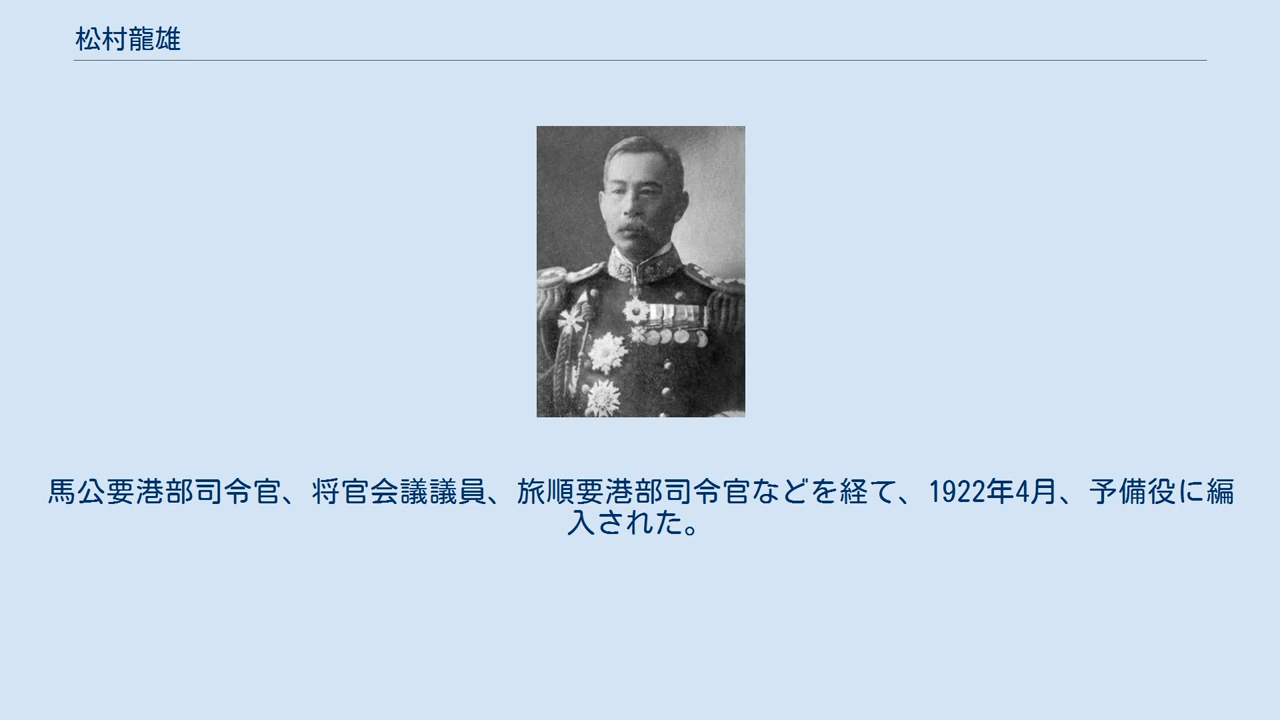 松村龍雄
馬公要港部司令官、将官会議議員、旅順要港部司令官などを経て、1922年4月、予備役に編
入された。